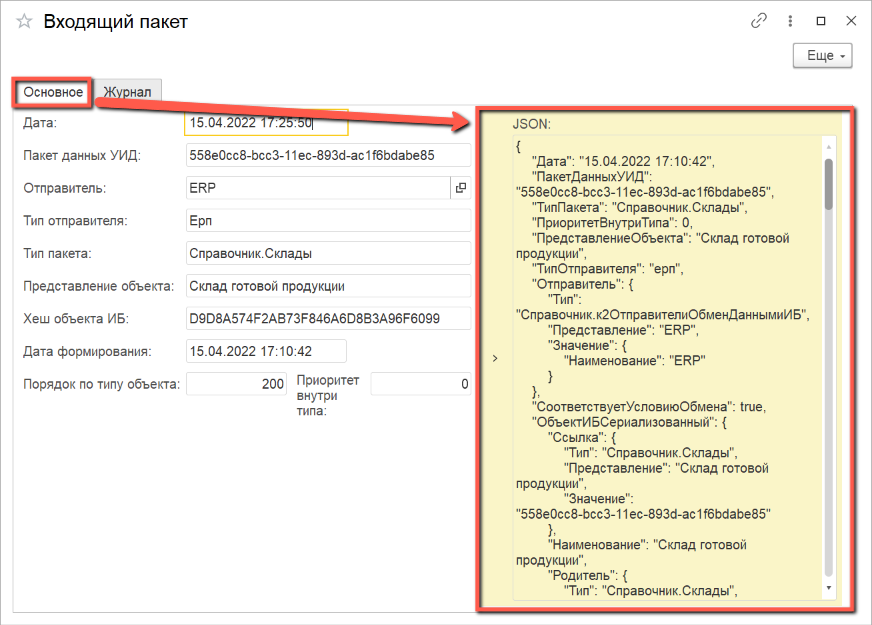 Входящий пакет
Еще
Основное Журнал
Дата: 15.04.2022 17:25:50
Пакет данных УИД: 558e0cc8-bcc3-11ec-893d-ac1f6bdabe85
Отправитель: ERP
Тип отправителя: Ерп
Тип пакета: Справочник.Склады
Представление объекта: Склад готовой продукции
Хеш объекта ИБ: D9D8A574F2AB73F846A6D8B3A96F6099
Дата формирования: 15.04.2022 17:10:42
Порядок по типу объекта: 200 Приоритет 0
внутри
типа:
JSON:
{
"Дата": "15.04.2022 17:10:42",
"ПакетДанныхУИД":
"558e0cc8-bcc3-11ec-893d-ac1f6bdabe85",
"ТипПакета": "Справочник.Склады",
"ПриоритетВнутриТипа": 0,
"ПредставлениеОбъекта": "Склад готовой
продукции",
"ТипОтправителя": "ерп",
"Отправитель": {
"Тип":
"Справочник.к2ОтправителиОбменДаннымиИБ",
"Представление": "ERP",
"Значение": {
"Наименование": "ERP"
}
},
"СоответствуетУсловиюОбмена": true,
"ОбъектИБСериализованный": {
"Ссылка": {
"Тип": "Справочник.Склады",
"Представление": "Склад готовой
продукции",
"Значение":
"558e0cc8-bcc3-11ec-893d-ac1f6bdabe85"
},
"Наименование": "Склад готовой
продукции",
"Родитель": {
"Тип": "Справочник.Склады",